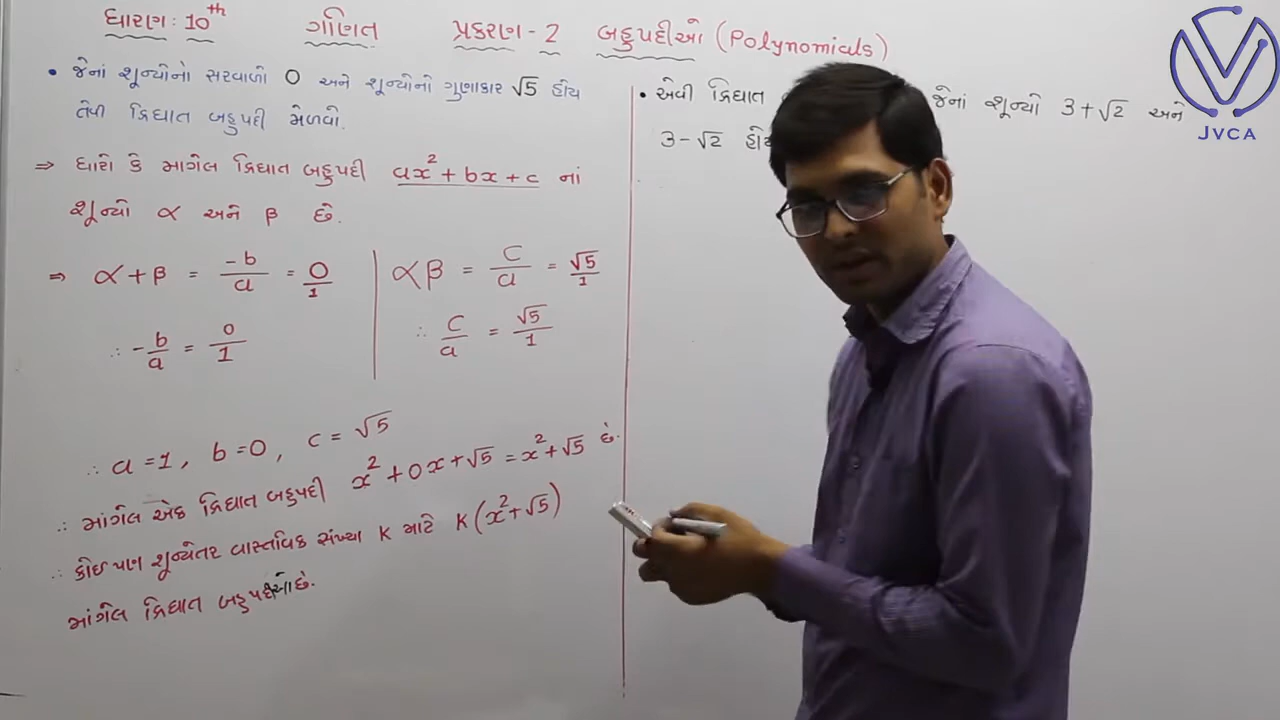 ધોરણ: 10th ગણિત પ્રકરણ - 2 બહુપદીઓ (Polynomials)
• જેનાં શૂન્યોનો સરવાળો 0 અને શૂન્યોનો ગુણાકાર √5 હોય
તેવી દ્વિઘાત બહુપદી મેળવો.
⇒ ધારો કે માગેલ દ્વિઘાત બહુપદી ax² + bx + c નાં
શૂન્યો α અને β છે.
⇒ α + β = -b/a = 0/1
∴ -b/a = 0/1
αβ = c/a = √5/1
∴ c/a = √5/1
∴ a = 1, b = 0, c = √5
∴ માંગેલ એક દ્વિઘાત બહુપદી x² + 0x + √5 = x² + √5 છે.
∴ કોઈપણ શૂન્યેતર વાસ્તવિક સંખ્યા K માટે K(x² + √5)
માંગેલ દ્વિઘાત બહુપદીઓ છે.
• એવી દ્વિઘાત જેનાં શૂન્યો 3 + √2 અને
3 - √2
JVCA